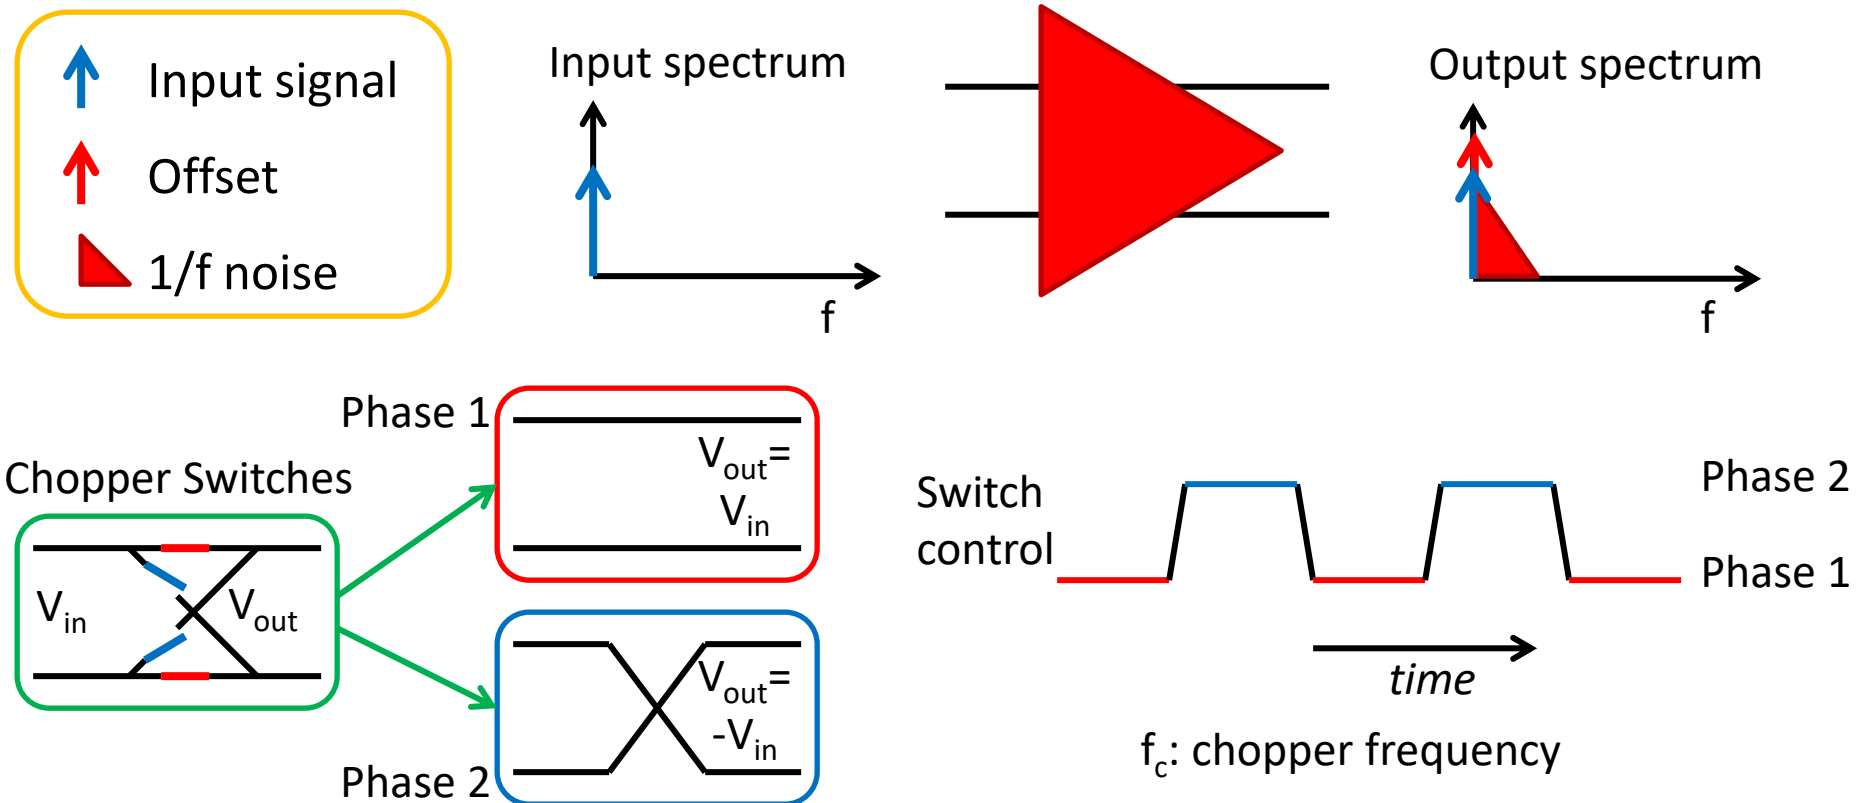 Input signal
Offset
1/f noise
Input spectrum
f
Output spectrum
f
Chopper Switches
Vin
Vout
Phase 1
Vout=
Vin
Phase 2
Vout=
-Vin
Switch
control
Phase 2
Phase 1
time
fc: chopper frequency